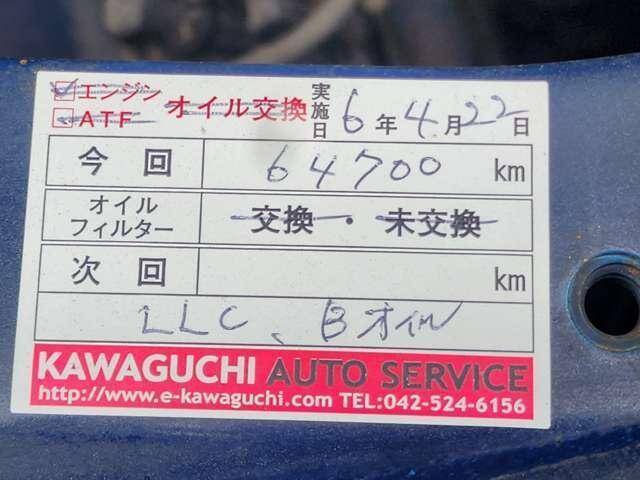 エンジン
ATF
オイル交換
実施日 6年4月22日
今回 64700 km
オイルフィルター 交換・未交換
次回 km
LLC、Bオイル
KAWAGUCHI AUTO SERVICE
http://www.e-kawaguchi.com TEL:042-524-6156